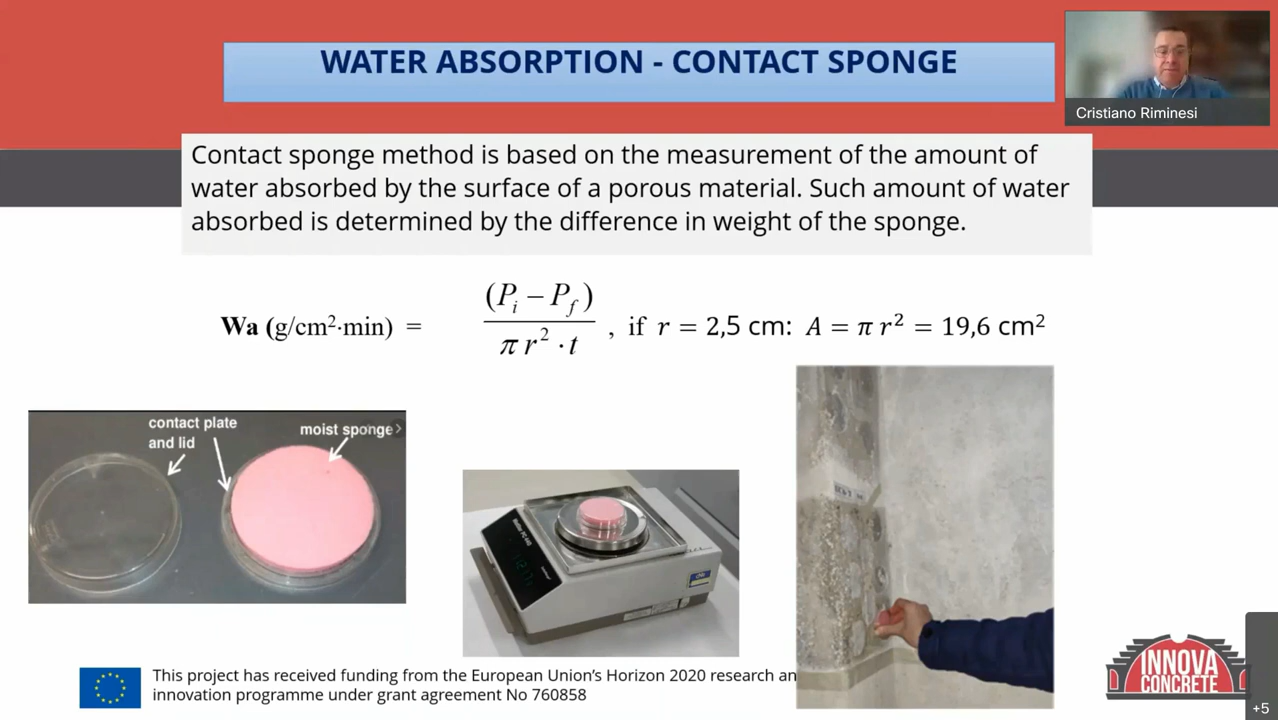 WATER ABSORPTION - CONTACT SPONGE
Cristiano Riminesi
Contact sponge method is based on the measurement of the amount of
water absorbed by the surface of a porous material. Such amount of water
absorbed is determined by the difference in weight of the sponge.
Wa (g/cm²·min) = (Pᵢ − P_f) / π r² · t , if r = 2,5 cm: A = π r² = 19,6 cm²
contact plate
and lid
moist sponge
This project has received funding from the European Union’s Horizon 2020 research an
innovation programme under grant agreement No 760858
INNOVA
CONCRETE
+5